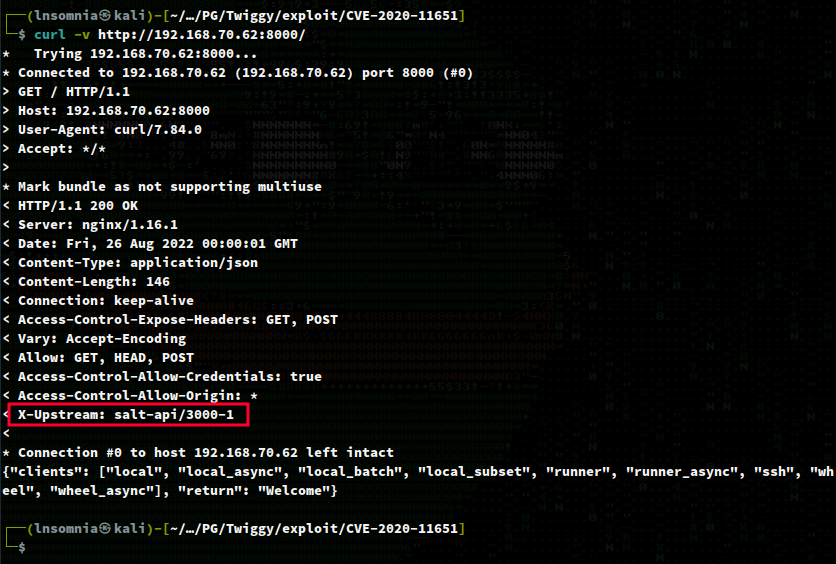 ┌──(lnsomnia㉿kali)-[~/…/PG/Twiggy/exploit/CVE-2020-11651]
└─$ curl -v http://192.168.70.62:8000/
*   Trying 192.168.70.62:8000...
* Connected to 192.168.70.62 (192.168.70.62) port 8000 (#0)
> GET / HTTP/1.1
> Host: 192.168.70.62:8000
> User-Agent: curl/7.84.0
> Accept: */*
>
* Mark bundle as not supporting multiuse
< HTTP/1.1 200 OK
< Server: nginx/1.16.1
< Date: Fri, 26 Aug 2022 00:00:01 GMT
< Content-Type: application/json
< Content-Length: 146
< Connection: keep-alive
< Access-Control-Expose-Headers: GET, POST
< Vary: Accept-Encoding
< Allow: GET, HEAD, POST
< Access-Control-Allow-Credentials: true
< Access-Control-Allow-Origin: *
< X-Upstream: salt-api/3000-1
<
* Connection #0 to host 192.168.70.62 left intact
{"clients": ["local", "local_async", "local_batch", "local_subset", "runner", "runner_async", "ssh", "wh
eel", "wheel_async"], "return": "Welcome"}
┌──(lnsomnia㉿kali)-[~/…/PG/Twiggy/exploit/CVE-2020-11651]
└─$